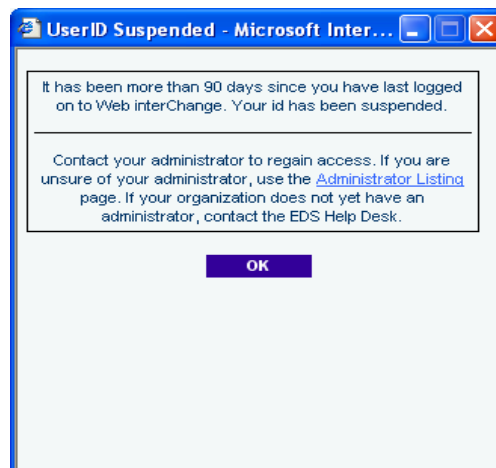 UserID Suspended - Microsoft Inter...
It has been more than 90 days since you have last logged
on to Web interChange. Your id has been suspended.
Contact your administrator to regain access. If you are
unsure of your administrator, use the Administrator Listing
page. If your organization does not yet have an
administrator, contact the EDS Help Desk.
OK